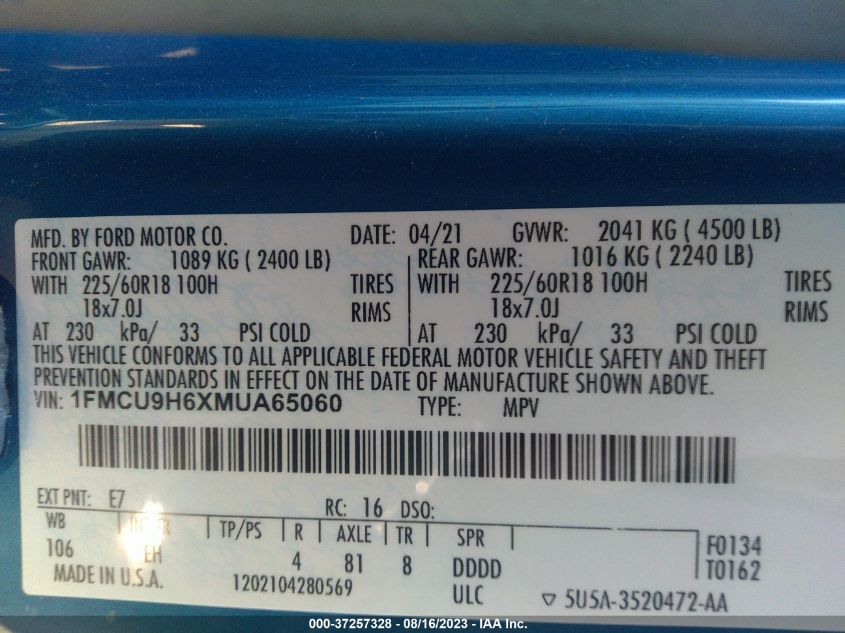 MFD. BY FORD MOTOR CO. DATE: 04/21 GVWR: 2041 KG ( 4500 LB)
FRONT GAWR: 1089 KG ( 2400 LB) REAR GAWR: 1016 KG ( 2240 LB)
WITH 225/60R18 100H TIRES WITH 225/60R18 100H TIRES
18x7.0J RIMS 18x7.0J RIMS
AT 230 kPa/ 33 PSI COLD AT 230 kPa/ 33 PSI COLD
THIS VEHICLE CONFORMS TO ALL APPLICABLE FEDERAL MOTOR VEHICLE SAFETY AND THEFT
PREVENTION STANDARDS IN EFFECT ON THE DATE OF MANUFACTURE SHOWN ABOVE.
VIN: 1FMCU9H6XMUA65060 TYPE: MPV
EXT PNT: E7 RC: 16 DSO:
WB TP/PS R AXLE TR SPR
106 EH 4 81 8 DDDD F0134
T0162
MADE IN U.S.A. 1202104280569 ULC ▽ 5U5A-3520472-AA
000-37257328 - 08/16/2023 - IAA Inc.